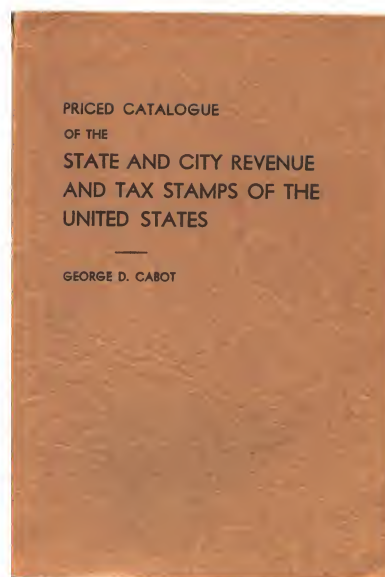 PRICED CATALOGUE
OF THE
STATE AND CITY REVENUE
AND TAX STAMPS OF THE
UNITED STATES
GEORGE D. CABOT